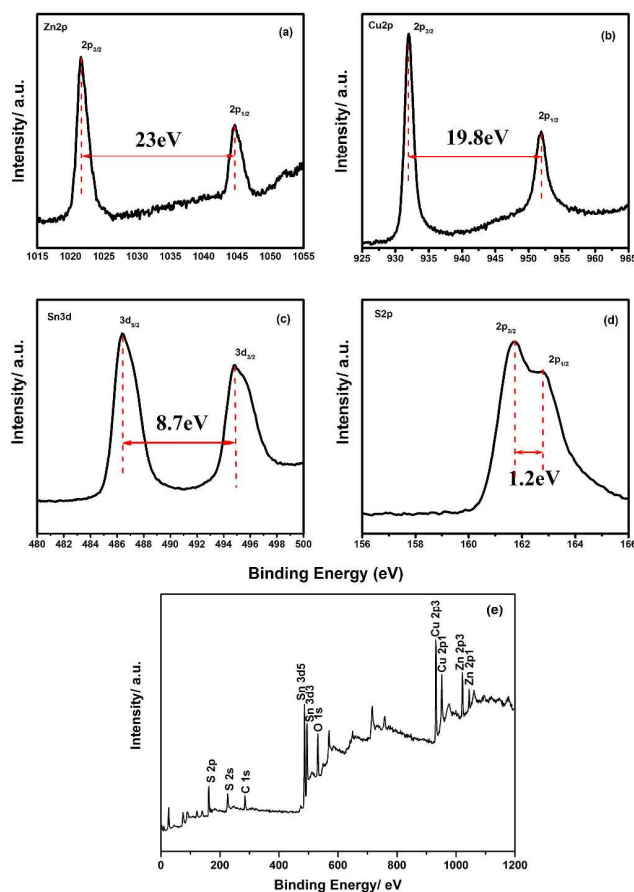 Zn2p
(a)
2p3/2
2p1/2
23eV
Intensity/ a.u.
1015 1020 1025 1030 1035 1040 1045 1050 1055
Cu2p
(b)
2p3/2
2p1/2
19.8eV
Intensity/ a.u.
925 930 935 940 945 950 955 960 965
Sn3d
(c)
3d5/2
3d3/2
8.7eV
Intensity/ a.u.
480 482 484 486 488 490 492 494 496 498 500
S2p
(d)
2p3/2
2p1/2
1.2eV
Intensity/ a.u.
156 158 160 162 164 166
Binding Energy (eV)
(e)
Intensity/ a.u.
S 2p
S 2s
C 1s
Sn 3d5
Sn 3d3
O 1s
Cu 2p3
Cu 2p1
Zn 2p3
Zn 2p1
0 200 400 600 800 1000 1200
Binding Energy/ eV